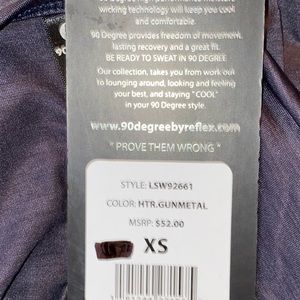 wicking technology will keep you COOL
and comfortable.
90 Degree provides freedom of movement,
lasting recovery and a great fit.
BE READY TO SWEAT IN 90 DEGREE.
Our collection, takes you from work out
to lounging around, looking and feeling
your best, and staying "COOL"
in your 90 Degree style.
www.90degreebyreflex.com
" PROVE THEM WRONG "
STYLE: LSW92661
COLOR: HTR.GUNMETAL
MSRP: $52.00
XS